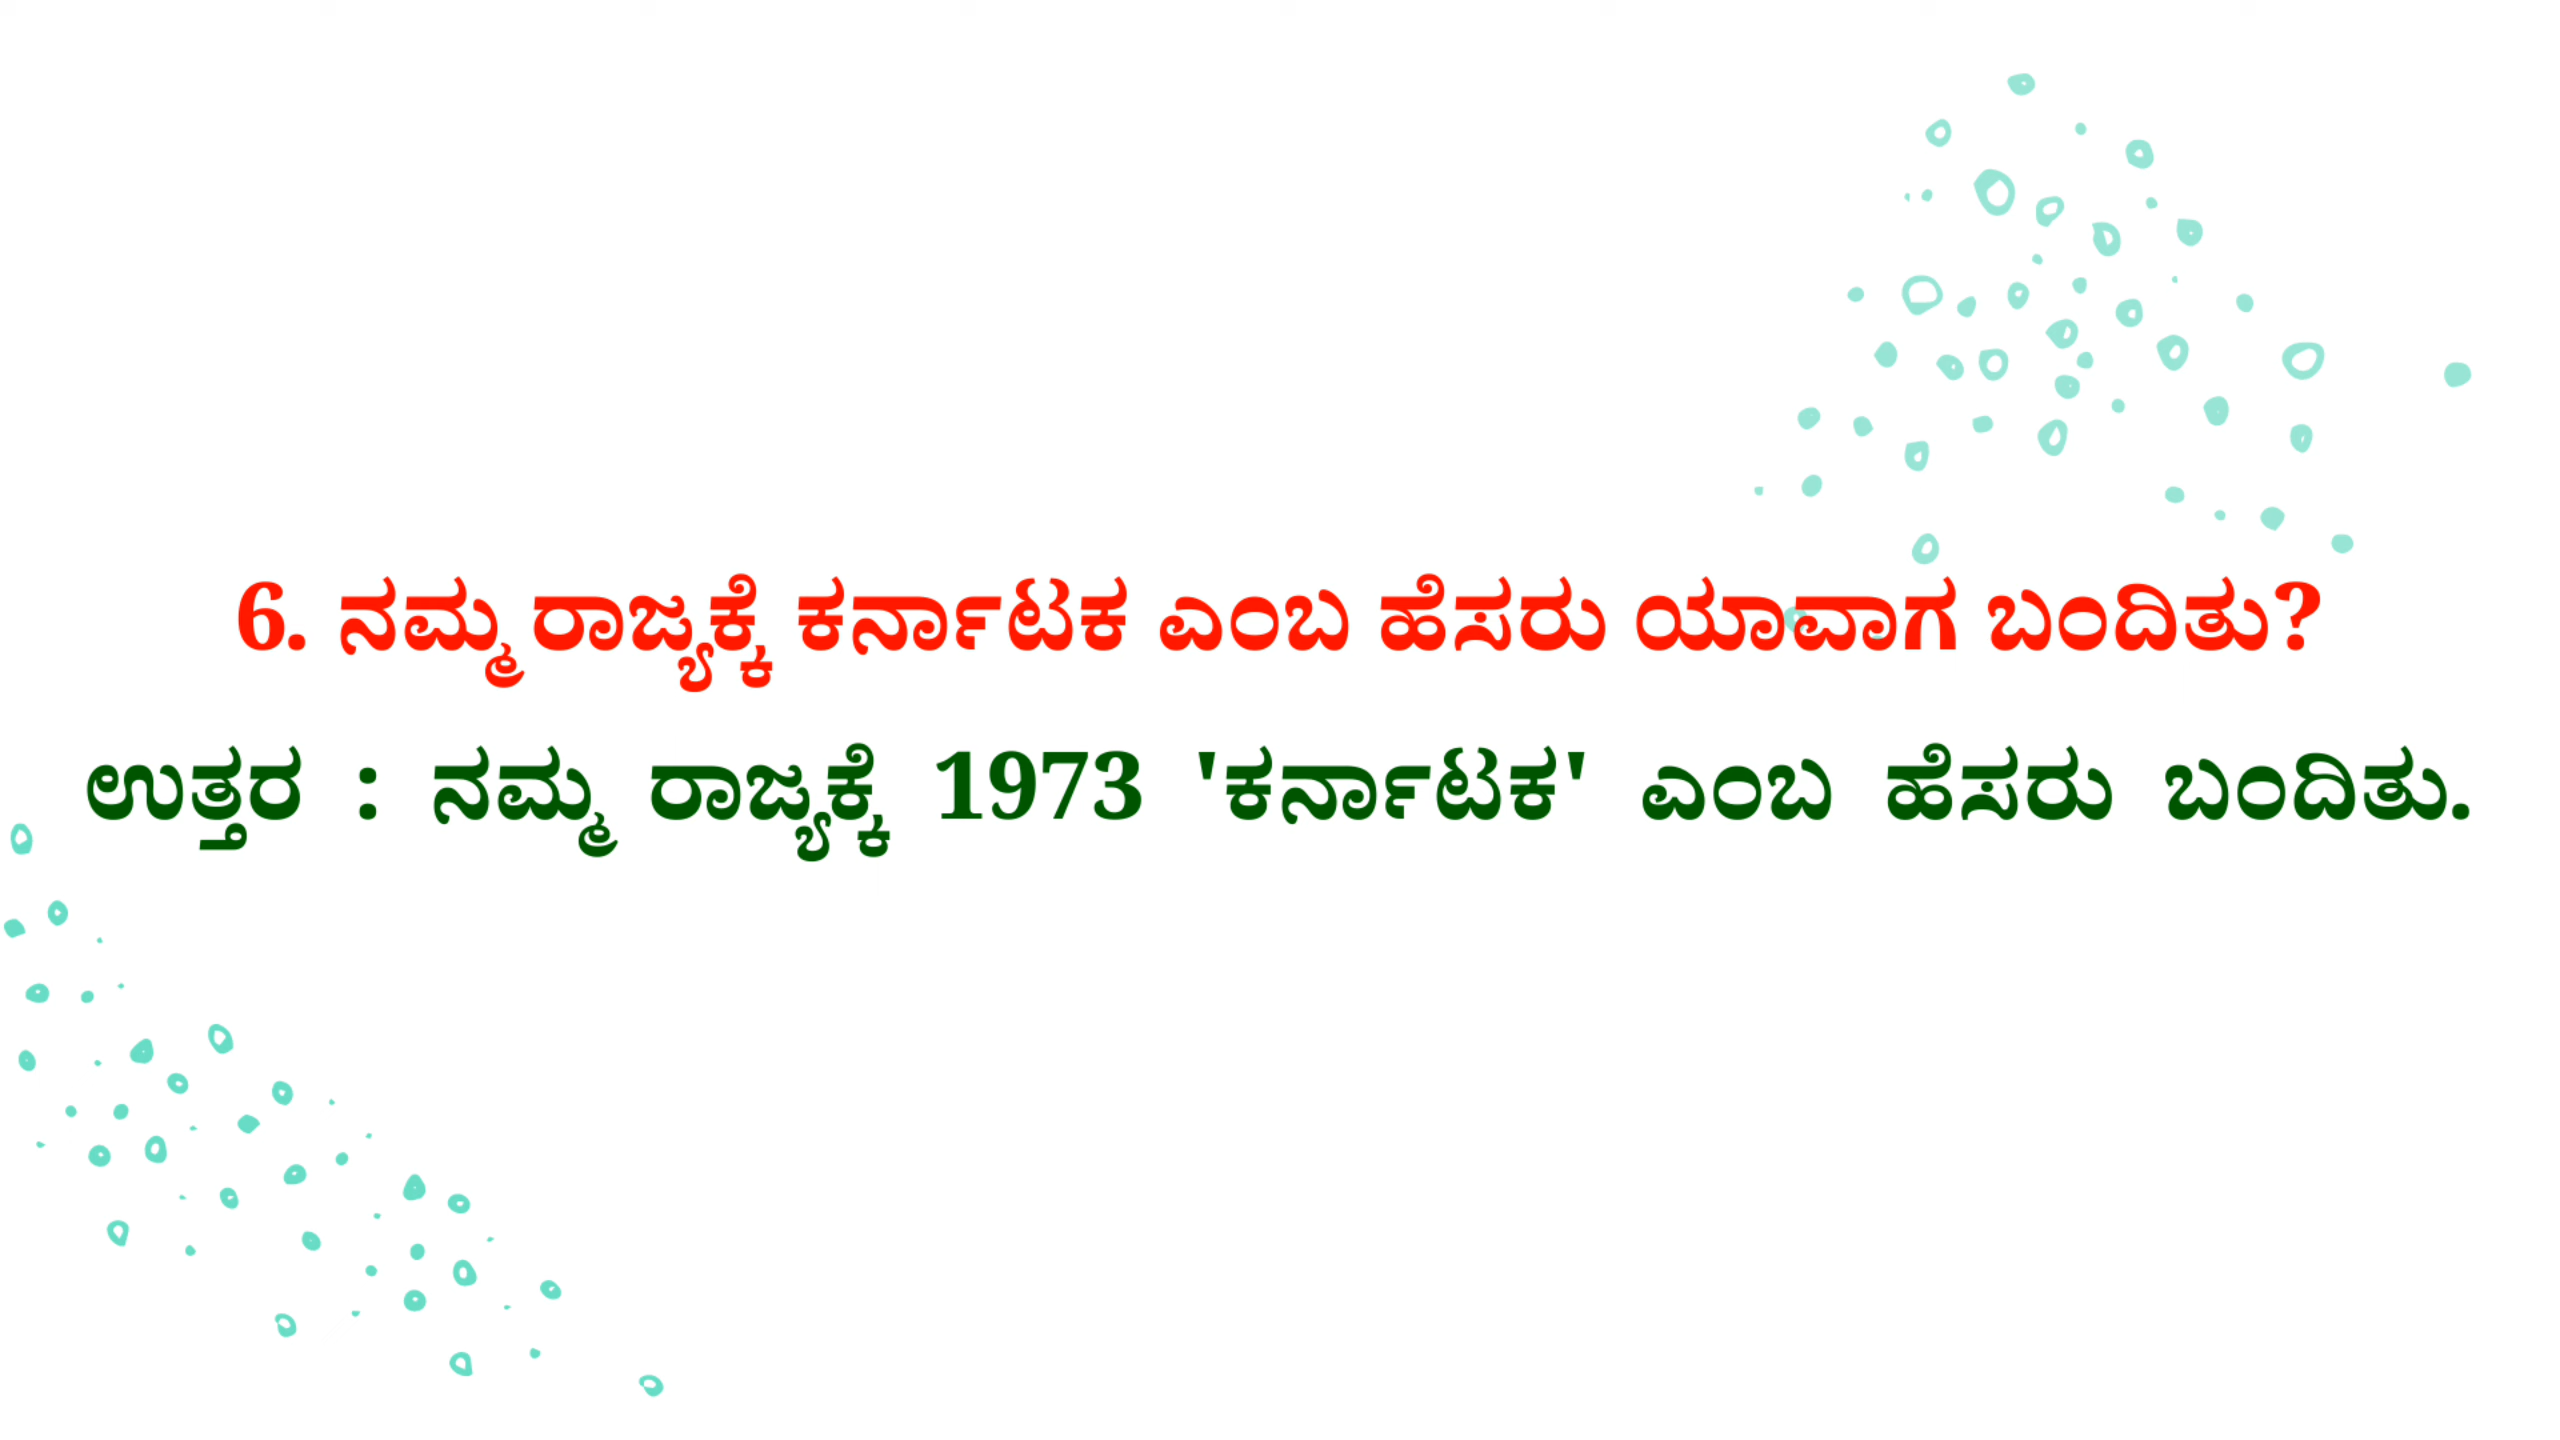 6. ನಮ್ಮ ರಾಜ್ಯಕ್ಕೆ ಕರ್ನಾಟಕ ಎಂಬ ಹೆಸರು ಯಾವಾಗ ಬಂದಿತು?
ಉತ್ತರ : ನಮ್ಮ ರಾಜ್ಯಕ್ಕೆ 1973 'ಕರ್ನಾಟಕ' ಎಂಬ ಹೆಸರು ಬಂದಿತು.